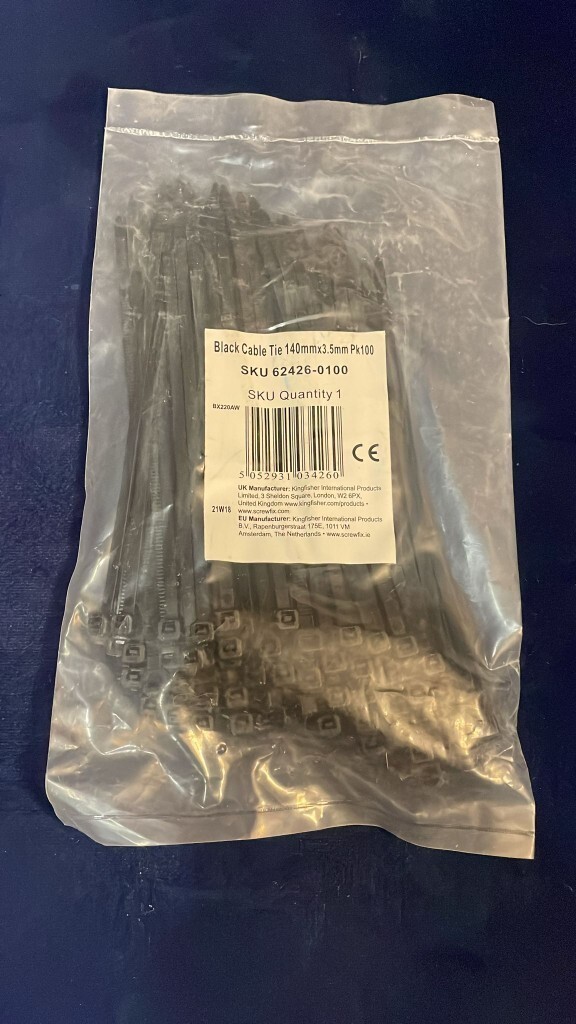 Black Cable Tie 140mmx3.5mm Pk100
SKU 62426-0100
SKU Quantity 1
BX220AW
CE
5 052931 034260
UK Manufacturer: Kingfisher International Products
Limited, 3 Sheldon Square, London, W2 6PX,
United Kingdom www.kingfisher.com/products •
21W18
www.screwfix.com
EU Manufacturer: Kingfisher International Products
B.V., Rapenburgerstraat 175E, 1011 VM
Amsterdam, The Netherlands • www.screwfix.ie